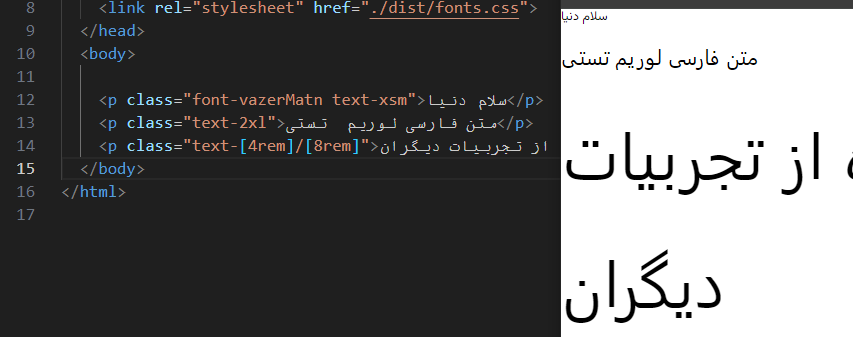 8 <link rel="stylesheet" href="./dist/fonts.css">
9 </head>
10 <body>
11
12 <p class="font-vazerMatn text-xsm">سلام دنیا</p>
13 <p class="text-2xl">متن فارسی لوریم تستی</p>
14 <p class="text-[4rem]/[8rem]">از تجربیات دیگران
15 </body>
16 </html>
17
سلام دنیا
متن فارسی لوریم تستی
از تجربیات
دیگران